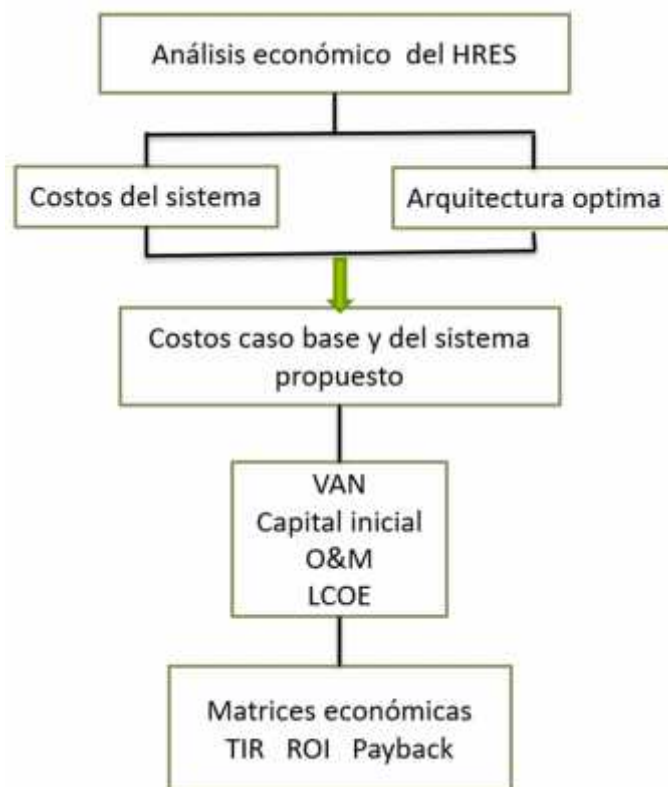 Análisis económico del HRES
Costos del sistema
Arquitectura optima
Costos caso base y del sistema
propuesto
VAN
Capital inicial
O&M
LCOE
Matrices económicas
TIR ROI Payback